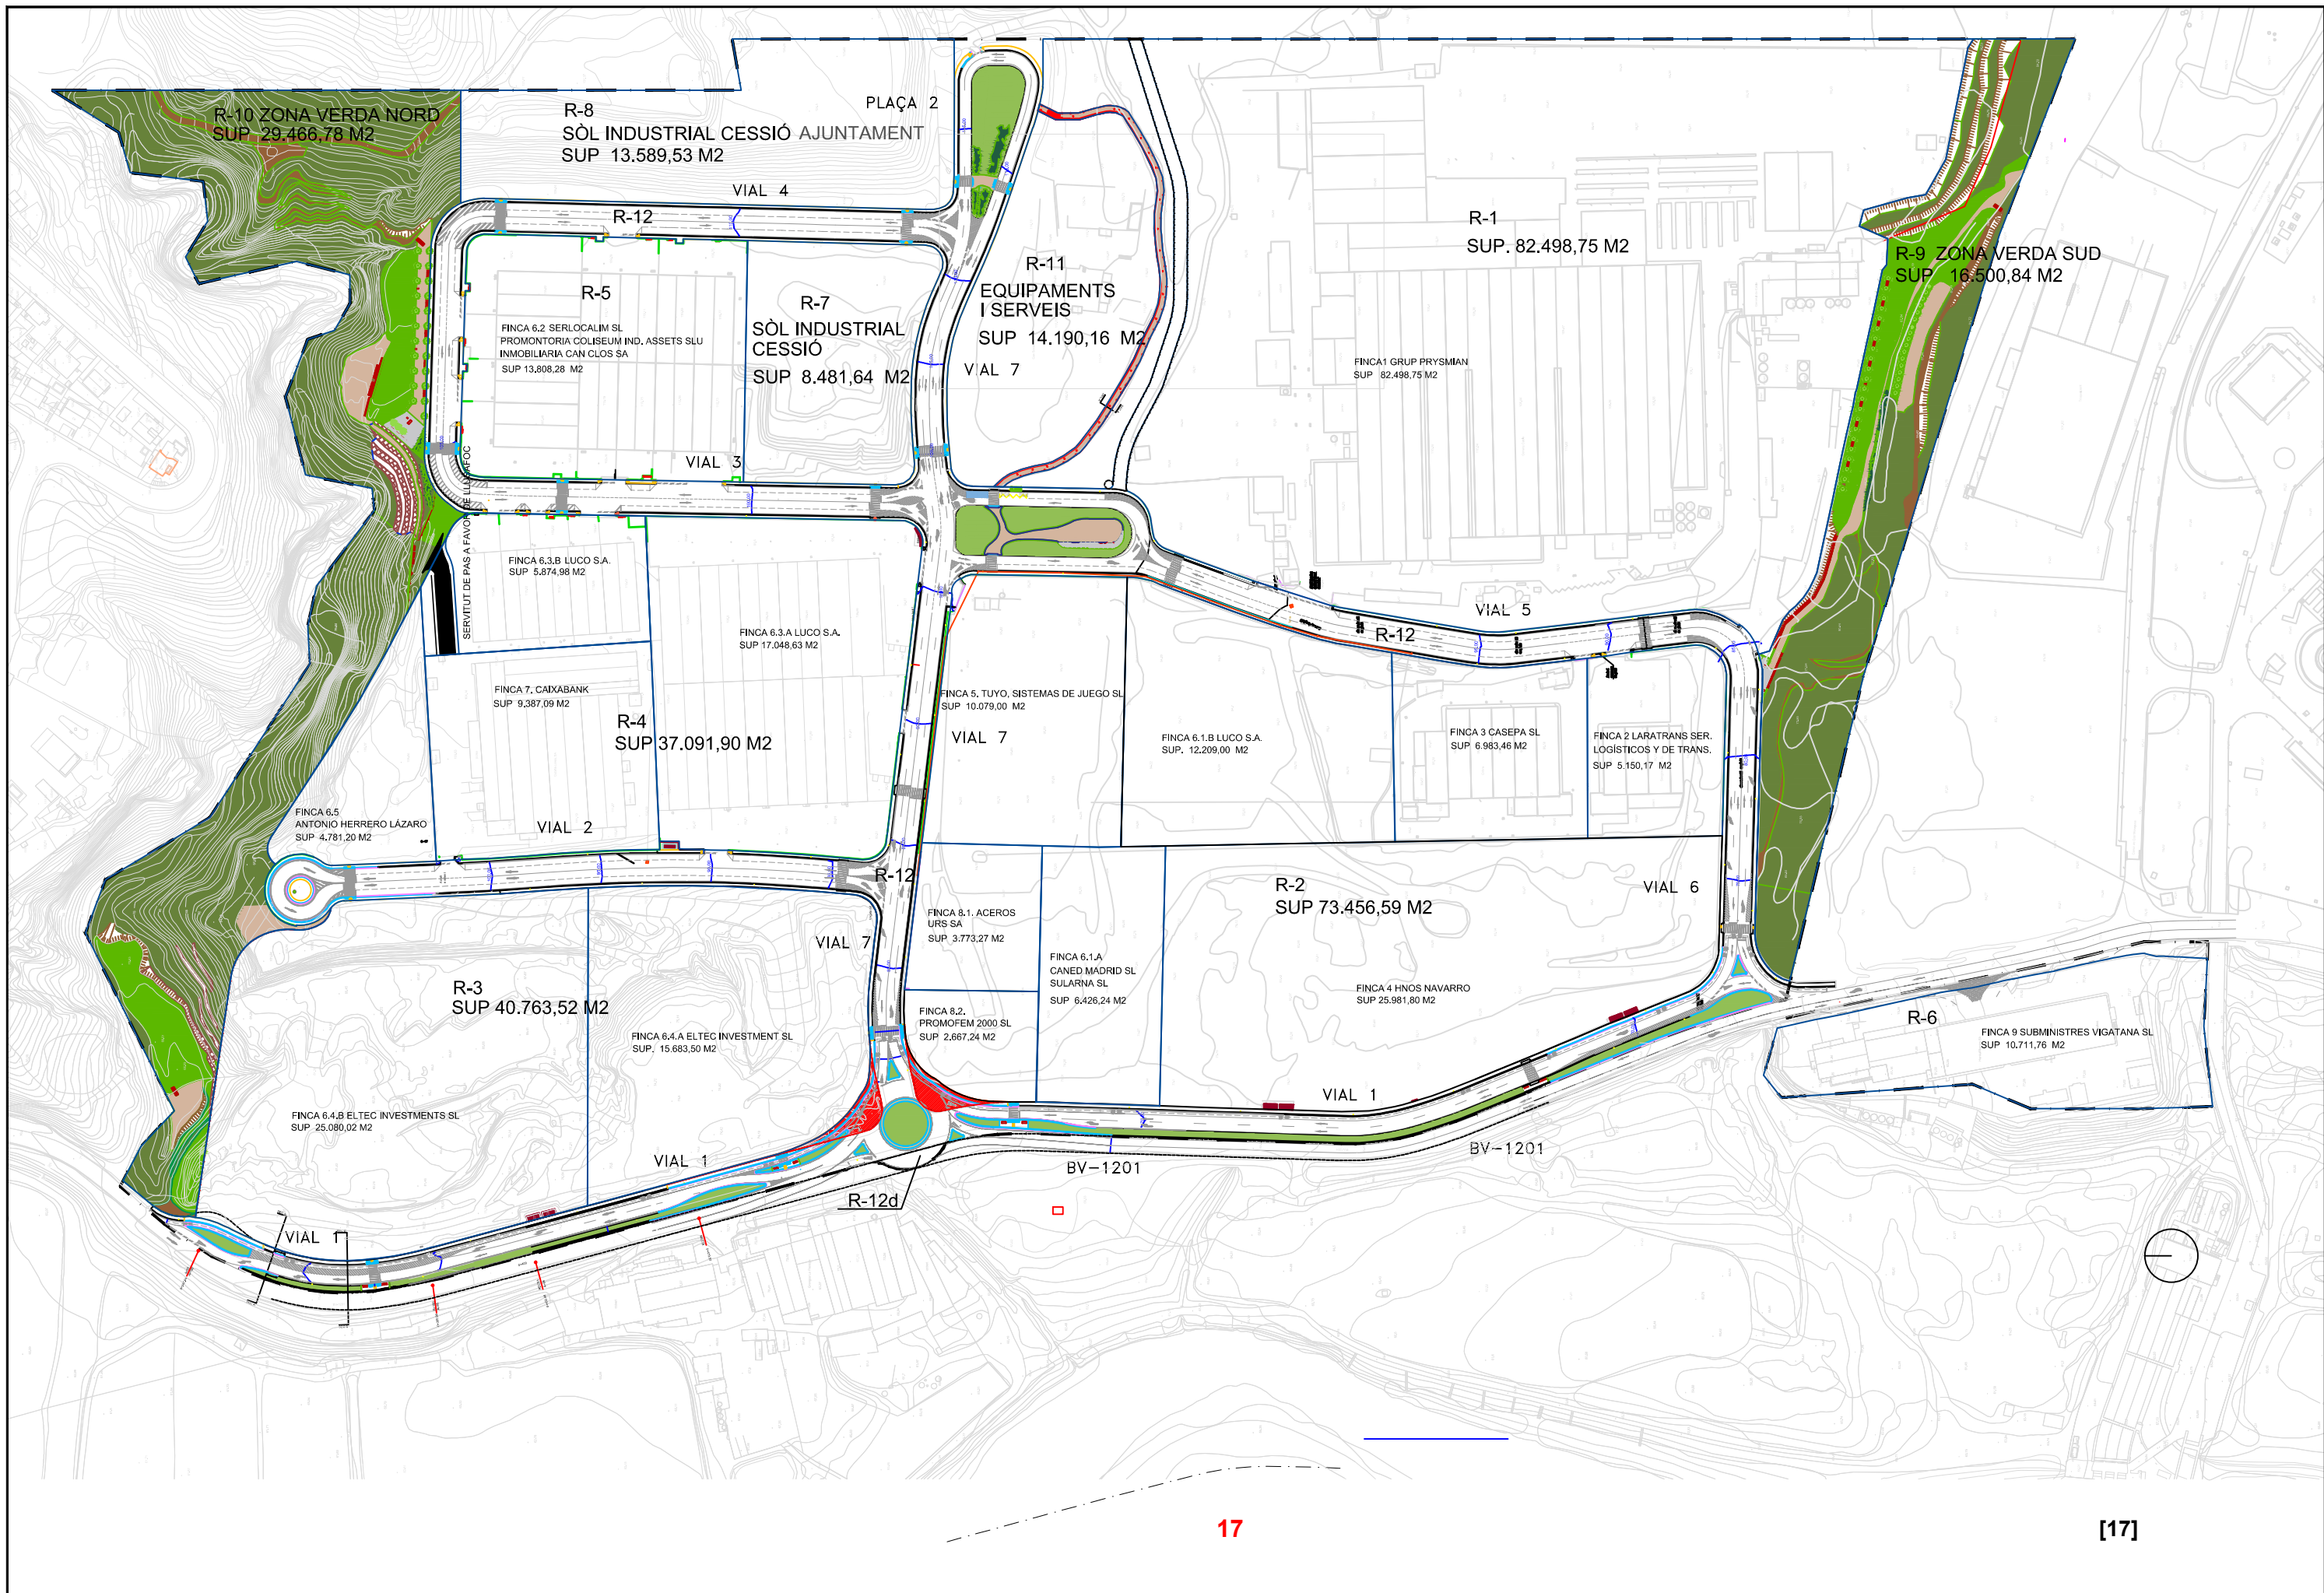 R-10 ZONA VERDA NORD
SUP 29.466,78 M2
R-8
SÒL INDUSTRIAL CESSIÓ AJUNTAMENT
SUP 13.589,53 M2
PLAÇA 2
VIAL 4
R-12
R-5
FINCA 6.2 SERLOCALIM SL
PROMONTORIA COLISEUM IND. ASSETS SLU
INMOBILIARIA CAN CLOS SA
SUP 13.808,28 M2
R-7
SÒL INDUSTRIAL
CESSIÓ
SUP 8.481,64 M2
R-11
EQUIPAMENTS
I SERVEIS
SUP 14.190,16 M2
VIAL 7
R-1
SUP. 82.498,75 M2
FINCA1 GRUP PRYSMIAN
SUP 82.498,75 M2
R-9 ZONA VERDA SUD
SUP 16.500,84 M2
VIAL 3
SERVITUT DE PAS A FAVOR DE LLIJAFOC
FINCA 6.3.B LUCO S.A.
SUP 5.874,98 M2
FINCA 6.3.A LUCO S.A.
SUP 17.048,63 M2
FINCA 7. CAIXABANK
SUP 9.387,09 M2
R-4
SUP 37.091,90 M2
FINCA 5. TUYO, SISTEMAS DE JUEGO SL
SUP 10.079,00 M2
VIAL 7
FINCA 6.1.B LUCO S.A.
SUP. 12.209,00 M2
VIAL 5
R-12
FINCA 3 CASEPA SL
SUP 6.983,46 M2
FINCA 2 LARATRANS SER.
LOGÍSTICOS Y DE TRANS.
SUP 5.150,17 M2
FINCA 6.5
ANTONIO HERRERO LÁZARO
SUP 4.781,20 M2
VIAL 2
R-12
VIAL 7
FINCA 8.1. ACEROS
URS SA
SUP 3.773,27 M2
FINCA 6.1.A
CANED MADRID SL
SULARNA SL
SUP 6.426,24 M2
R-2
SUP 73.456,59 M2
VIAL 6
FINCA 4 HNOS NAVARRO
SUP 25.981,80 M2
FINCA 8.2.
PROMOFEM 2000 SL
SUP 2.667,24 M2
R-3
SUP 40.763,52 M2
FINCA 6.4.A ELTEC INVESTMENT SL
SUP. 15.683,50 M2
FINCA 6.4.B ELTEC INVESTMENTS SL
SUP 25.080,02 M2
R-6
FINCA 9 SUBMINISTRES VIGATANA SL
SUP 10.711,76 M2
VIAL 1
VIAL 1
BV-1201
BV-1201
R-12d
VIAL 1
17
[17]